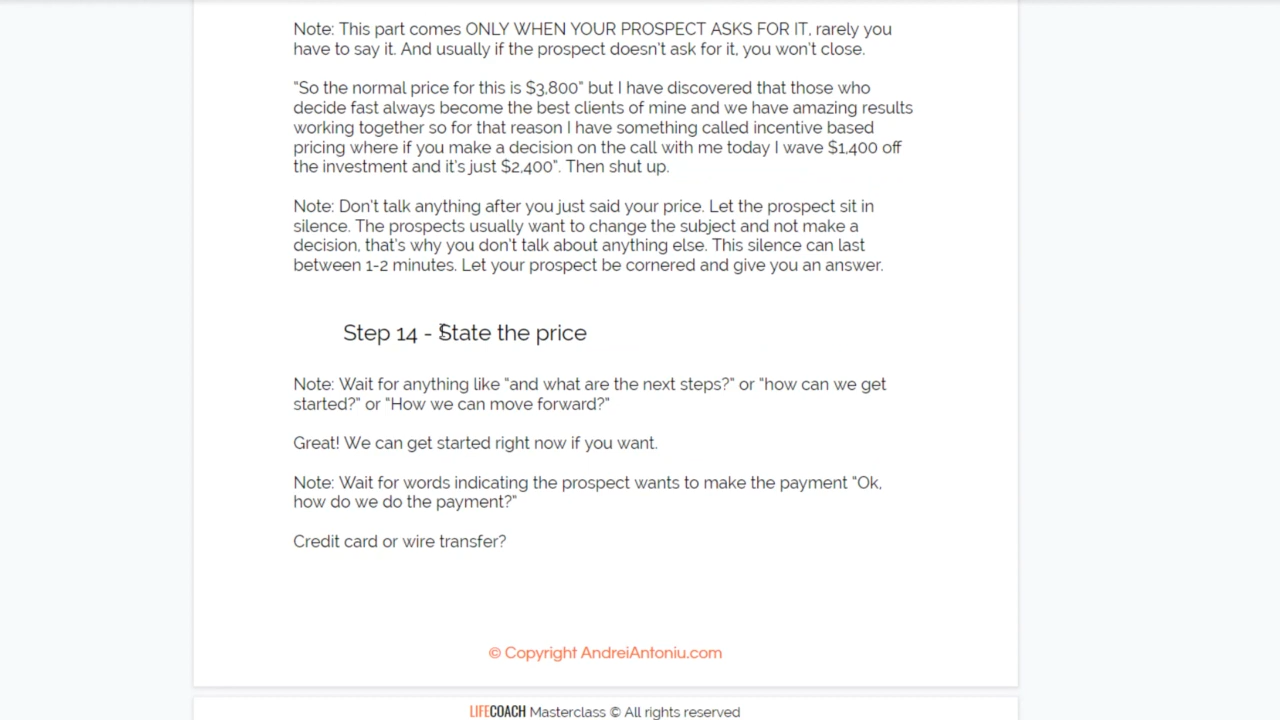 Note: This part comes ONLY WHEN YOUR PROSPECT ASKS FOR IT, rarely you
have to say it. And usually if the prospect doesn't ask for it, you won't close.
“So the normal price for this is $3,800” but I have discovered that those who
decide fast always become the best clients of mine and we have amazing results
working together so for that reason I have something called incentive based
pricing where if you make a decision on the call with me today I wave $1,400 off
the investment and it's just $2,400”. Then shut up.
Note: Don't talk anything after you just said your price. Let the prospect sit in
silence. The prospects usually want to change the subject and not make a
decision, that's why you don't talk about anything else. This silence can last
between 1-2 minutes. Let your prospect be cornered and give you an answer.
Step 14 - State the price
Note: Wait for anything like “and what are the next steps?” or “how can we get
started?” or “How we can move forward?”
Great! We can get started right now if you want.
Note: Wait for words indicating the prospect wants to make the payment “Ok,
how do we do the payment?”
Credit card or wire transfer?
© Copyright AndreiAntoniu.com
LIFECOACH Masterclass © All rights reserved